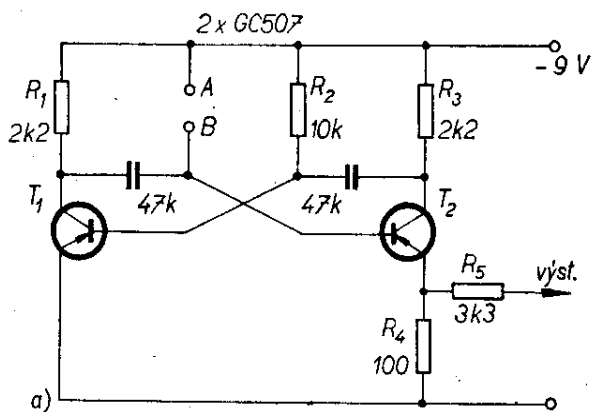 2 x GC507
- 9 V
R1
2k2
A
B
R2
10k
R3
2k2
47k
47k
T1
T2
R5
3k3
výst.
R4
100
a)